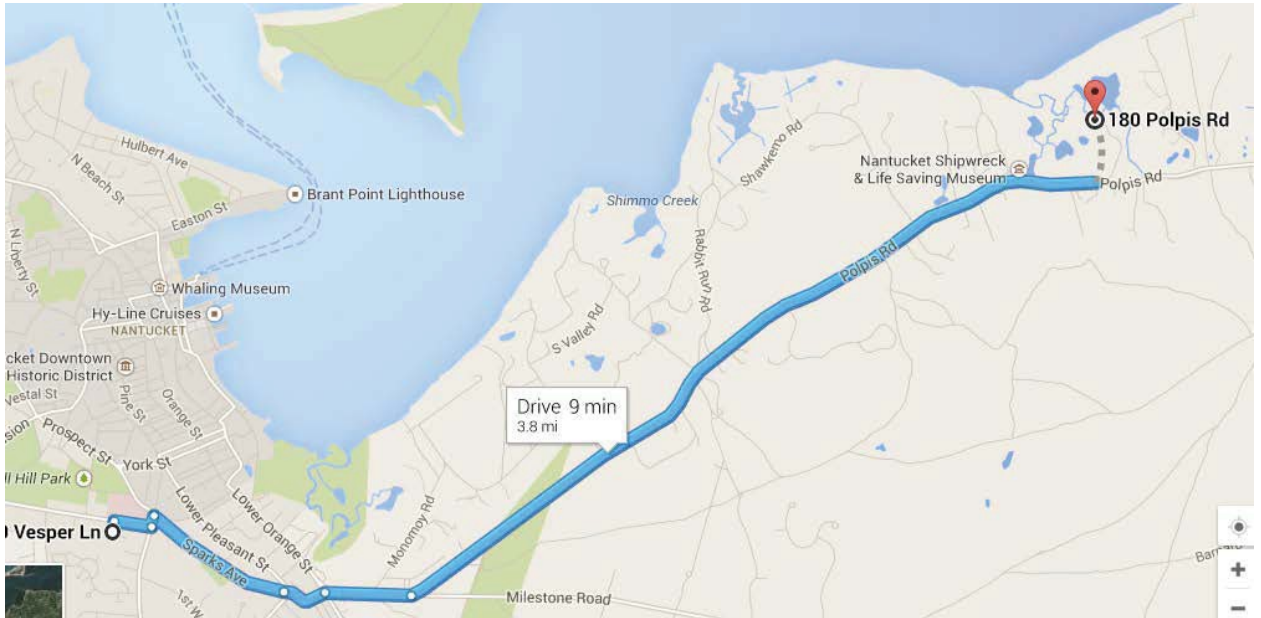 180 Polpis Rd
Nantucket Shipwreck
& Life Saving Museum
Polpis Rd
Shawkemo Rd
Hulbert Ave
N Beach St
Brant Point Lighthouse
Easton St
Shimmo Creek
N Liberty St
Rabbit Run Rd
Polpis Rd
Whaling Museum
Hy-Line Cruises
NANTUCKET
S Valley Rd
cket Downtown
Historic District
Vestal St
Pine St
Orange St
Drive 9 min
3.8 mi
Prospect St
York St
ll Hill Park
Lower Pleasant St
Lower Orange St
Monomoy Rd
Vesper Ln
Sparks Ave
1st W
Milestone Road
+
−